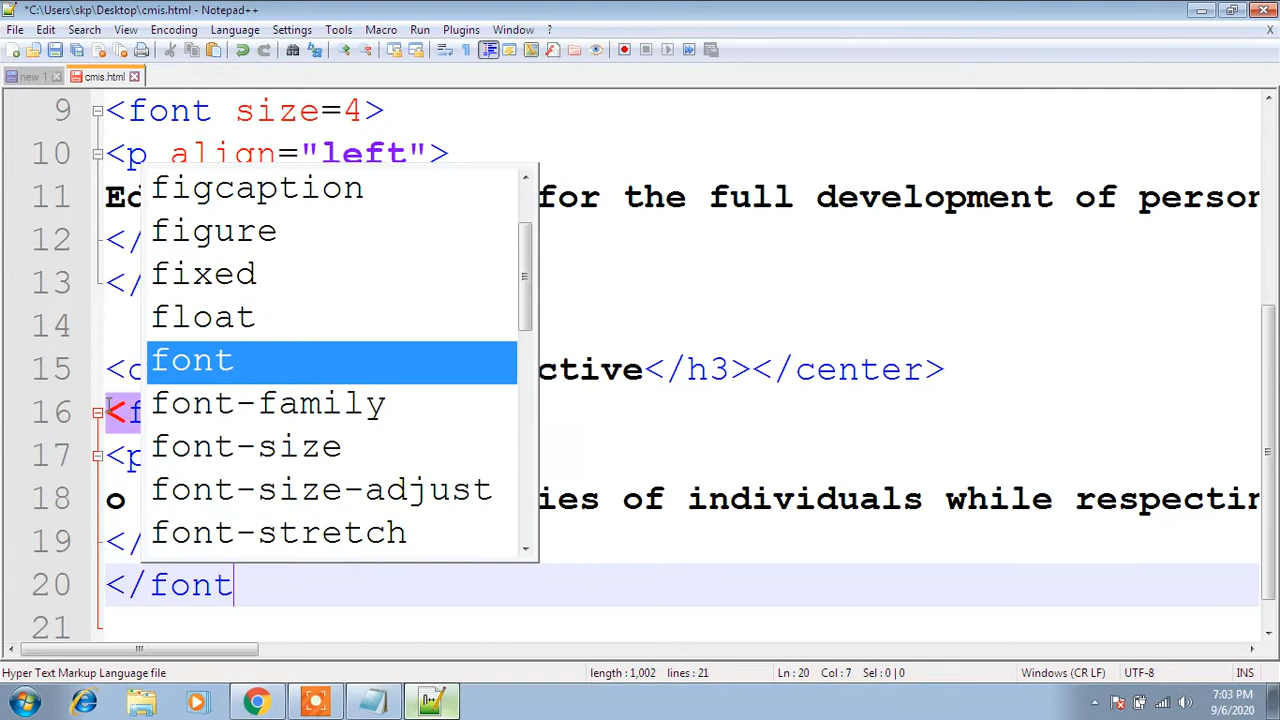 *C:\Users\skp\Desktop\cmis.html - Notepad++
File Edit Search View Encoding Language Settings Tools Macro Run Plugins Window ? X
new 1 cmis.html
9 <font size=4>
10 <p align="left">
11 Ed for the full development of person
12 </
13 </
14
15 <c ctive</h3></center>
16 <f
17 <p
18 o ies of individuals while respectin
19 </
20 </font
21
figcaption
figure
fixed
float
font
font-family
font-size
font-size-adjust
font-stretch
Hyper Text Markup Language file length : 1,002 lines : 21 Ln : 20 Col : 7 Sel : 0 | 0 Windows (CR LF) UTF-8 INS
7:03 PM
9/6/2020